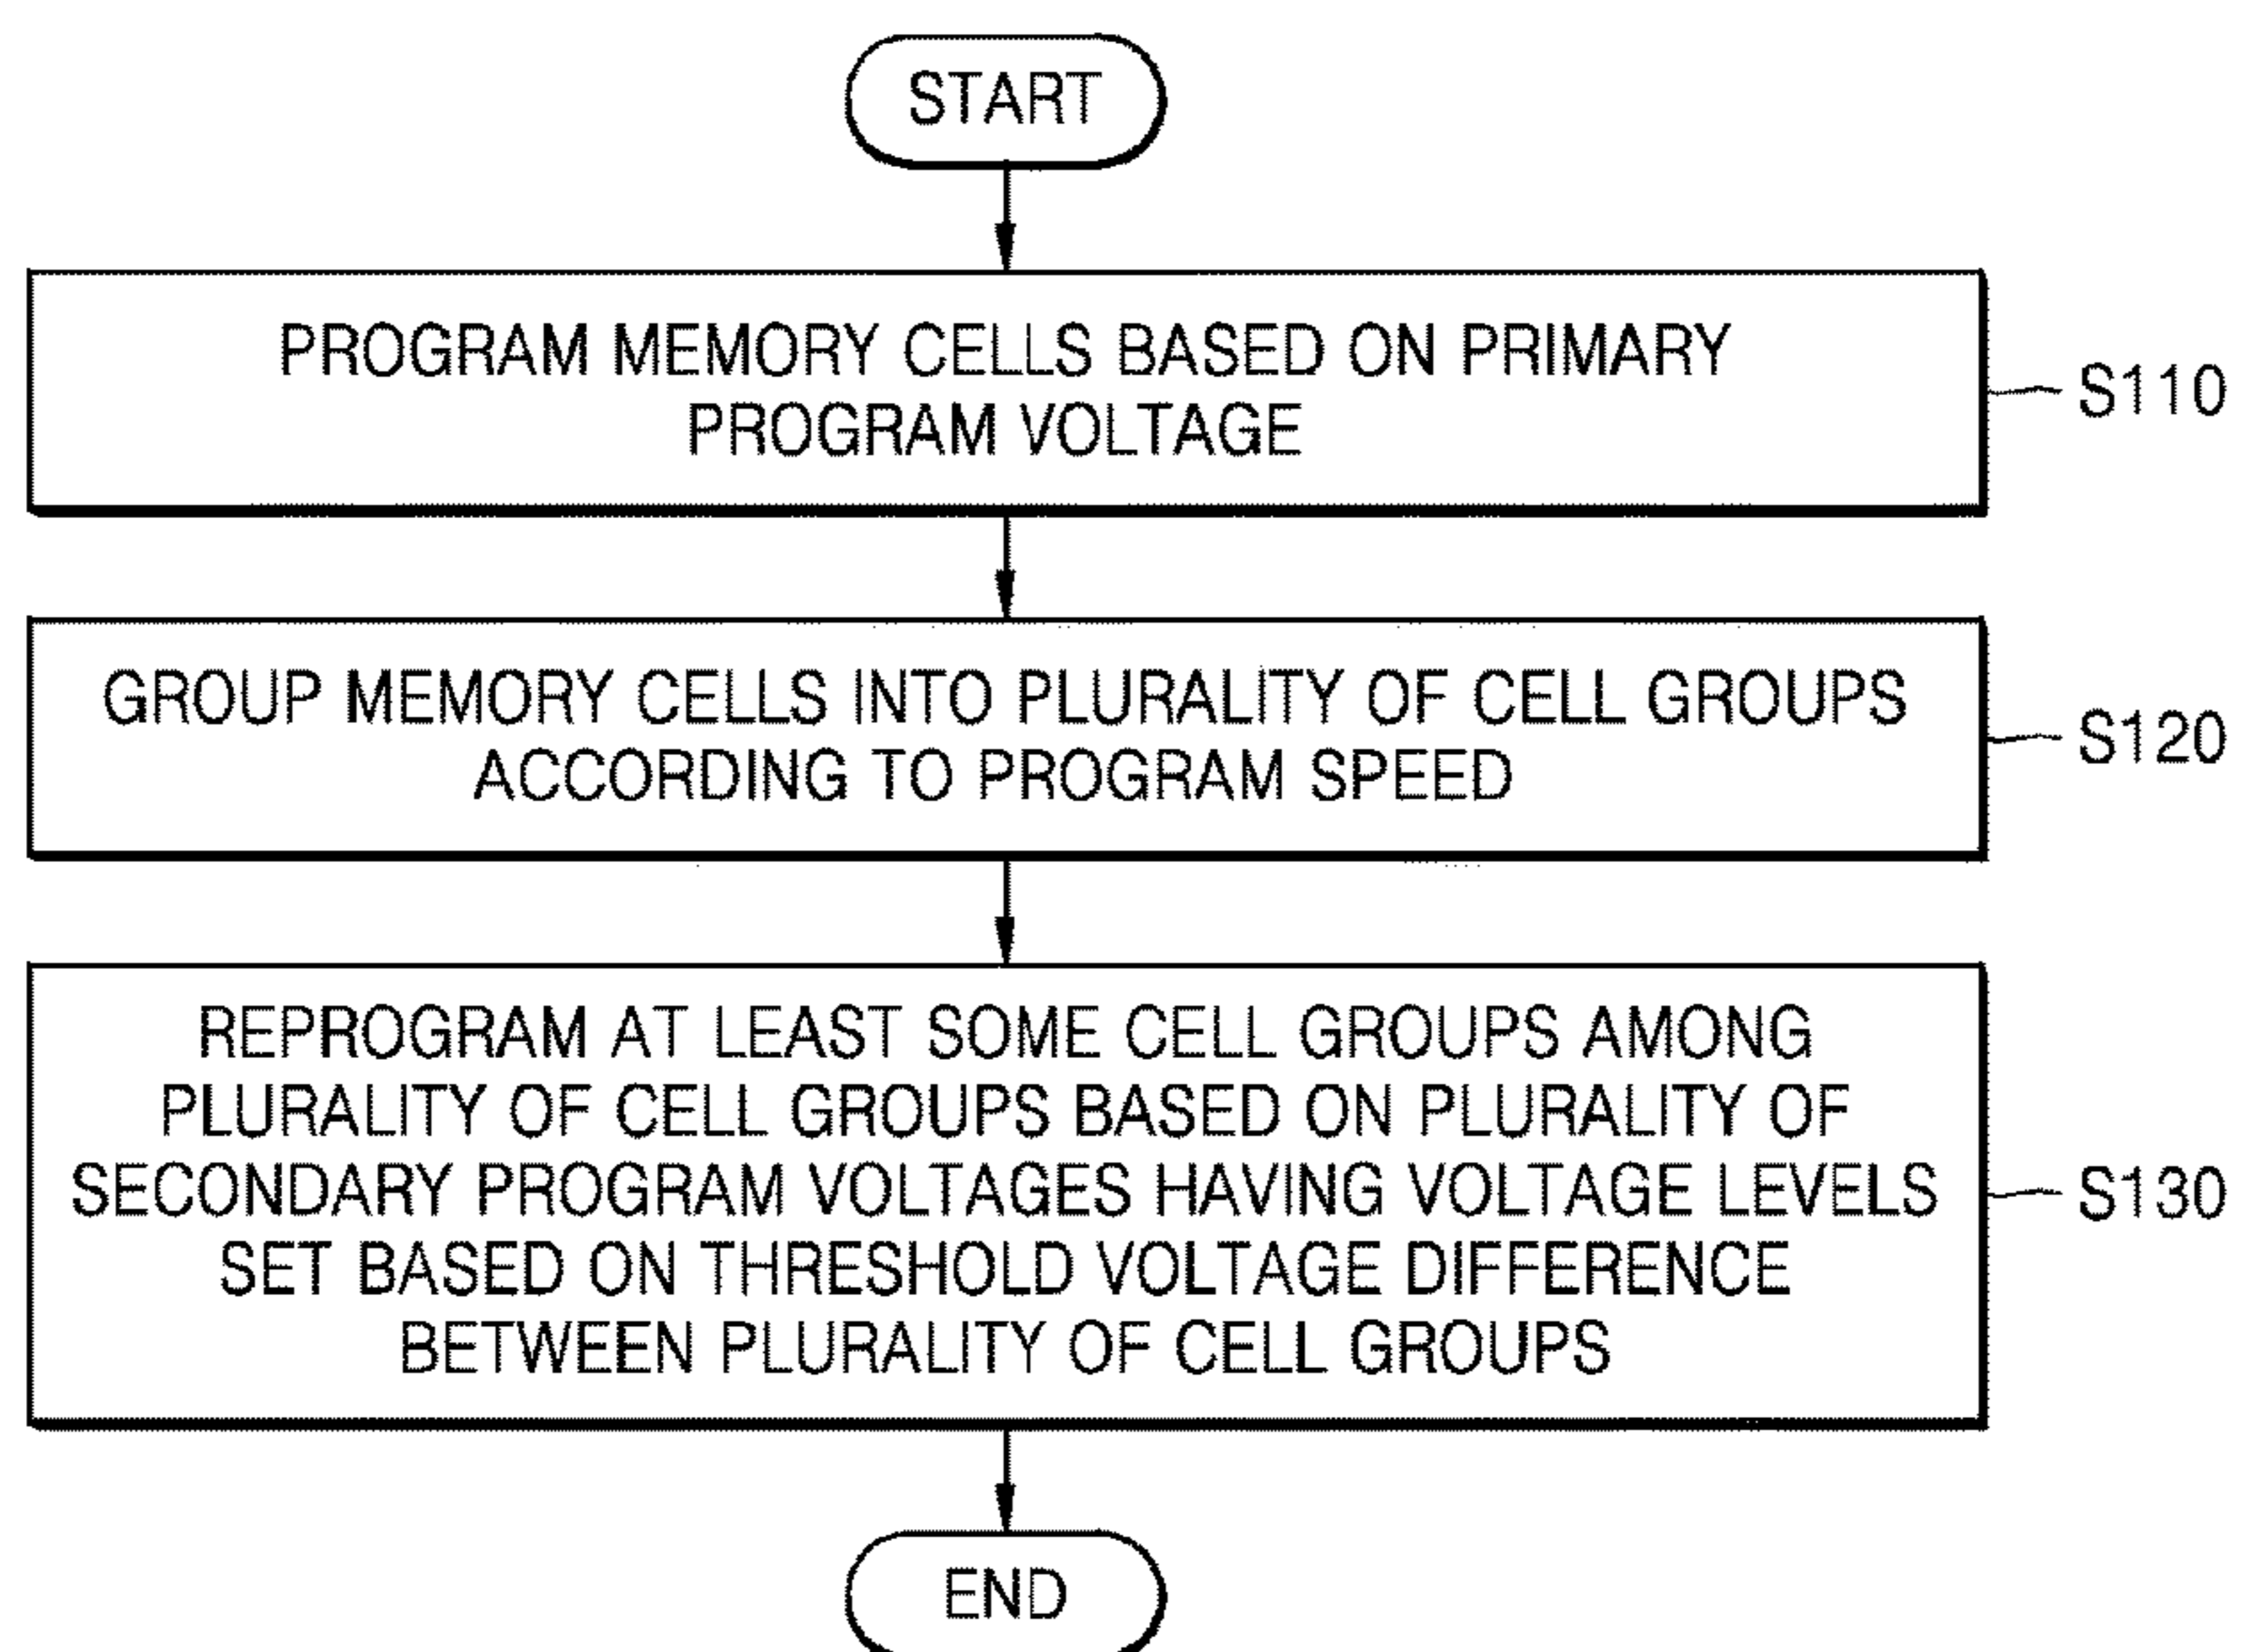 START
PROGRAM MEMORY CELLS BASED ON PRIMARY
PROGRAM VOLTAGE
S110
GROUP MEMORY CELLS INTO PLURALITY OF CELL GROUPS
ACCORDING TO PROGRAM SPEED
S120
REPROGRAM AT LEAST SOME CELL GROUPS AMONG
PLURALITY OF CELL GROUPS BASED ON PLURALITY OF
SECONDARY PROGRAM VOLTAGES HAVING VOLTAGE LEVELS
SET BASED ON THRESHOLD VOLTAGE DIFFERENCE
BETWEEN PLURALITY OF CELL GROUPS
S130
END